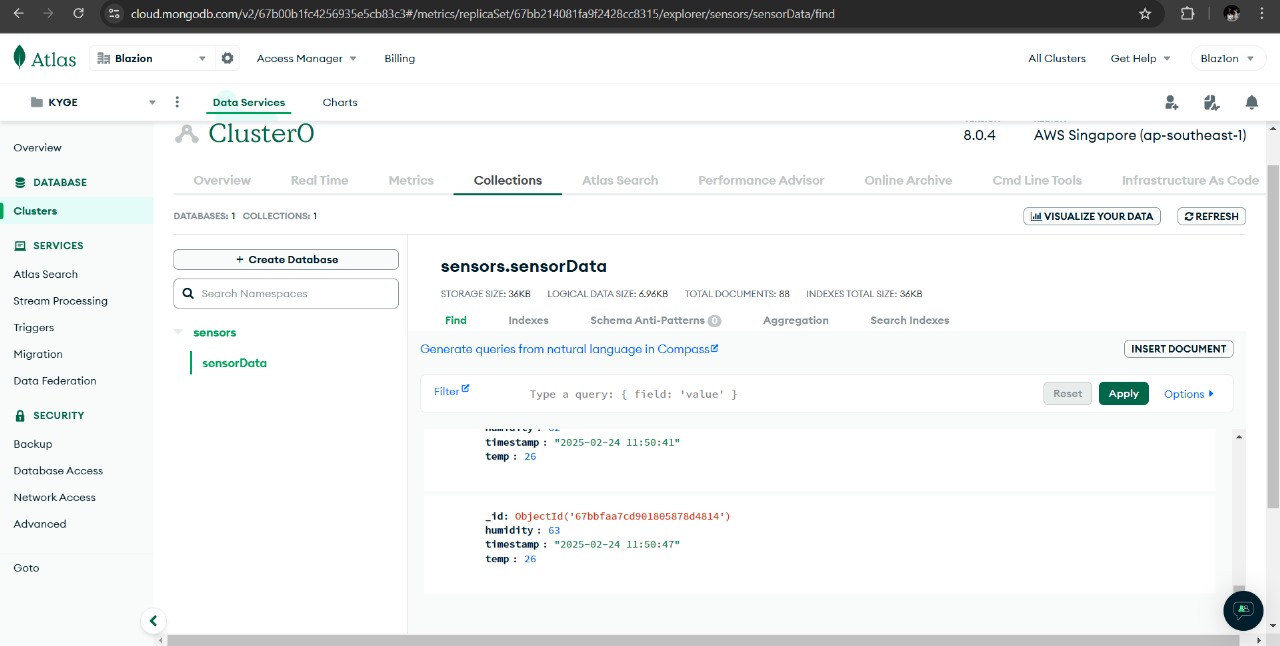 cloud.mongodb.com/v2/67b00b1fc4256935e5cb83c3#/metrics/replicaSet/67bb214081fa9f2428cc8315/explorer/sensors/sensorData/find
Atlas
Blazion
Access Manager
Billing
All Clusters
Get Help
Blaz1on
KYGE
Data Services
Charts
Overview
DATABASE
Clusters
SERVICES
Atlas Search
Stream Processing
Triggers
Migration
Data Federation
SECURITY
Backup
Database Access
Network Access
Advanced
Goto
Cluster0
8.0.4
AWS Singapore (ap-southeast-1)
Overview
Real Time
Metrics
Collections
Atlas Search
Performance Advisor
Online Archive
Cmd Line Tools
Infrastructure As Code
DATABASES: 1 COLLECTIONS: 1
VISUALIZE YOUR DATA
REFRESH
+ Create Database
Search Namespaces
sensors
sensorData
sensors.sensorData
STORAGE SIZE: 36KB LOGICAL DATA SIZE: 6.96KB TOTAL DOCUMENTS: 88 INDEXES TOTAL SIZE: 36KB
Find
Indexes
Schema Anti-Patterns 0
Aggregation
Search Indexes
Generate queries from natural language in Compass
INSERT DOCUMENT
Filter
Type a query: { field: 'value' }
Reset
Apply
Options
timestamp : "2025-02-24 11:50:41"
temp : 26
_id: ObjectId('67bbfaa7cd901805878d4814')
humidity : 63
timestamp : "2025-02-24 11:50:47"
temp : 26